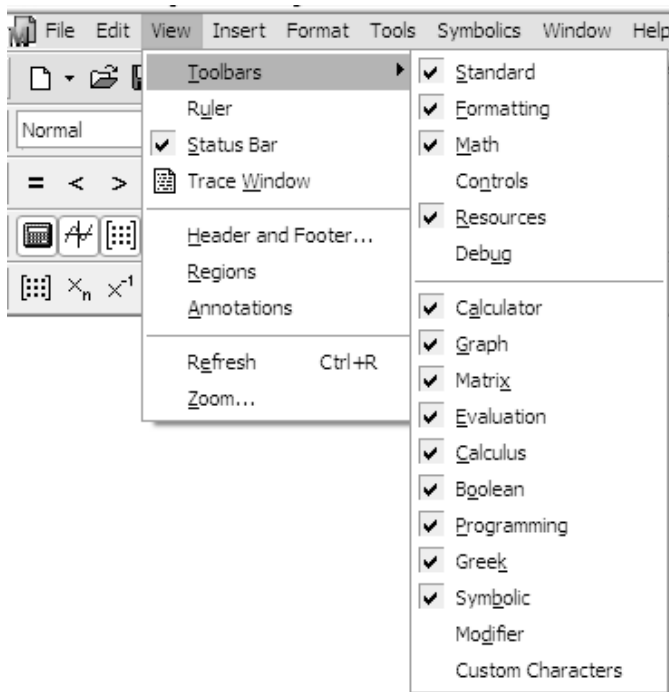 File Edit View Insert Format Tools Symbolics Window Help
Normal
= < >
[⋮⋮⋮] ×n ×⁻¹
Toolbars
Ruler
Status Bar
Trace Window
Header and Footer...
Regions
Annotations
Refresh Ctrl+R
Zoom...
Standard
Formatting
Math
Controls
Resources
Debug
Calculator
Graph
Matrix
Evaluation
Calculus
Boolean
Programming
Greek
Symbolic
Modifier
Custom Characters